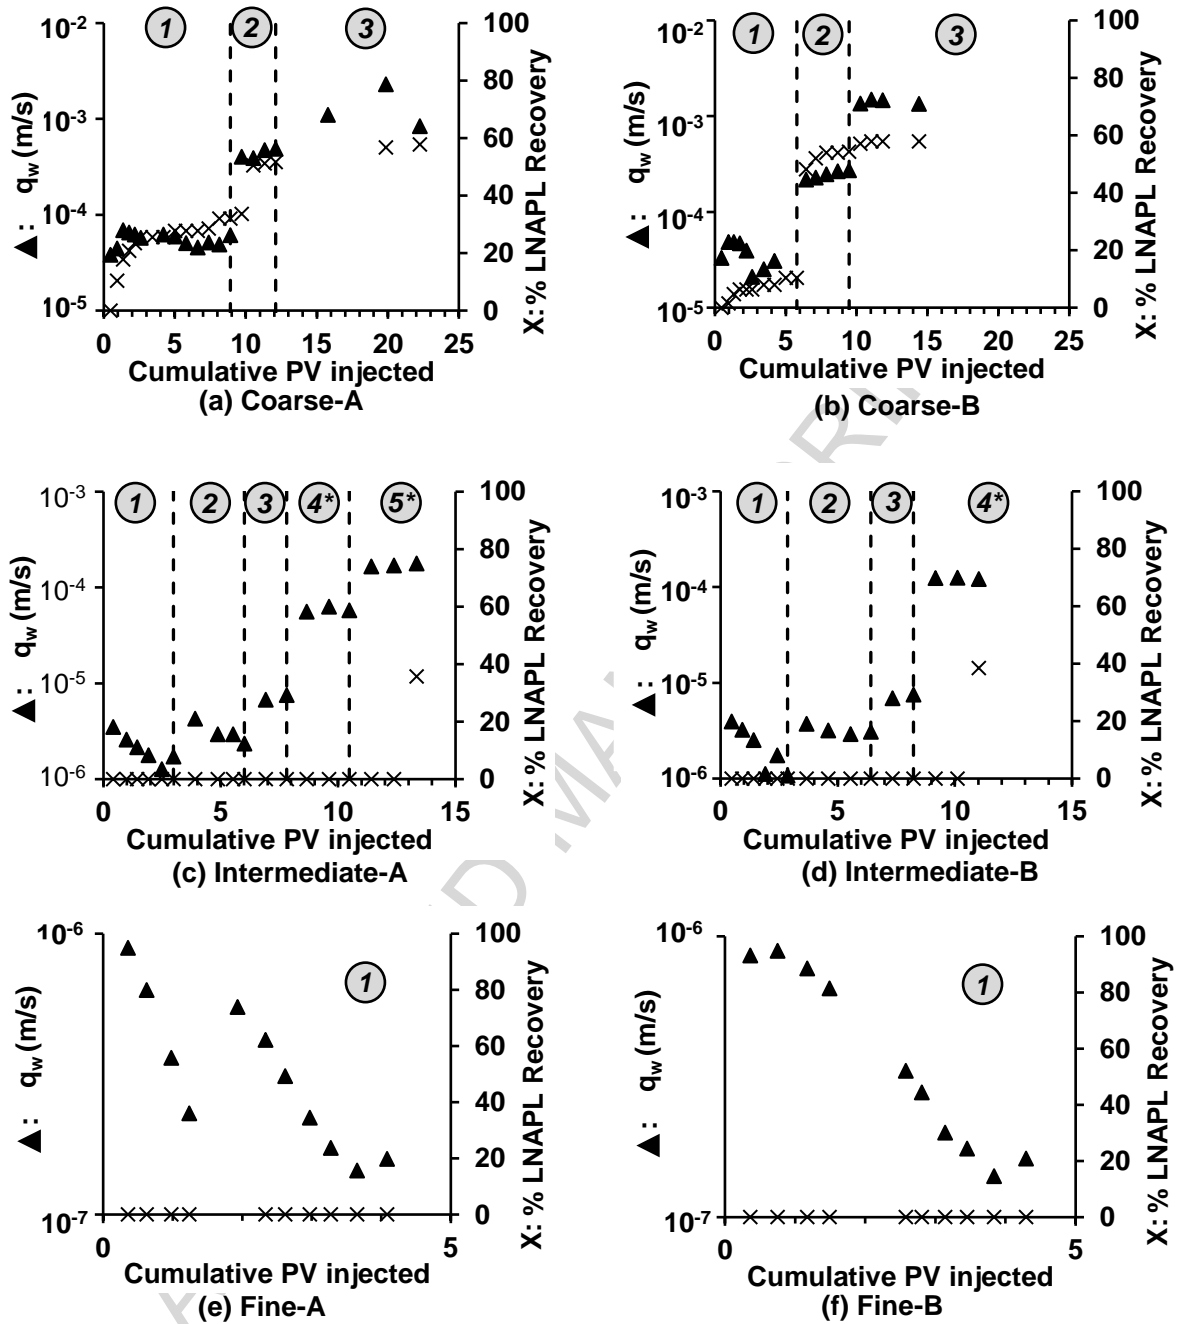 1 2 3
10-2
10-3
10-4
10-5
▲: qw (m/s)
100
80
60
40
20
0
X: % LNAPL Recovery
0 5 10 15 20 25
Cumulative PV injected
(a) Coarse-A
1 2 3
10-2
10-3
10-4
10-5
▲: qw (m/s)
100
80
60
40
20
0
X: % LNAPL Recovery
0 5 10 15 20 25
Cumulative PV injected
(b) Coarse-B
1 2 3 4* 5*
10-3
10-4
10-5
10-6
▲: qw (m/s)
100
80
60
40
20
0
X: % LNAPL Recovery
0 5 10 15
Cumulative PV injected
(c) Intermediate-A
1 2 3 4*
10-3
10-4
10-5
10-6
▲: qw (m/s)
100
80
60
40
20
0
X: % LNAPL Recovery
0 5 10 15
Cumulative PV injected
(d) Intermediate-B
1
10-6
10-7
▲: qw (m/s)
100
80
60
40
20
0
X: % LNAPL Recovery
0 5
Cumulative PV injected
(e) Fine-A
1
10-6
10-7
▲: qw (m/s)
100
80
60
40
20
0
X: % LNAPL Recovery
0 5
Cumulative PV injected
(f) Fine-B